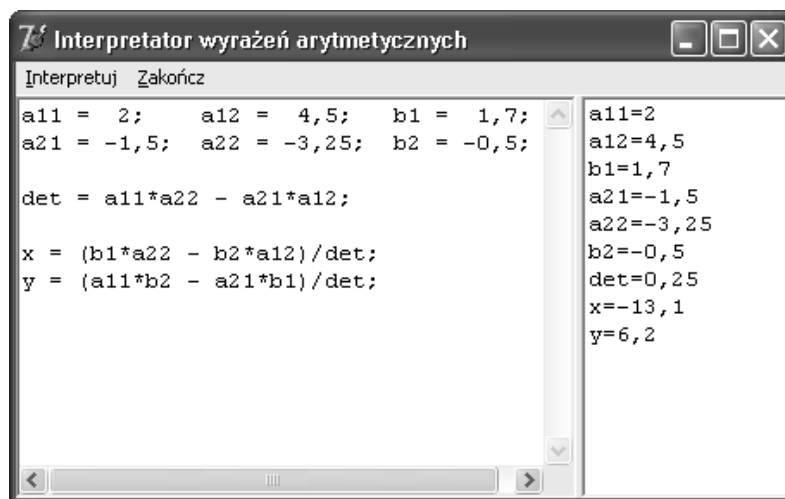 Interpretator wyrażeń arytmetycznych
Interpretuj Zakończ
a11 = 2; a12 = 4,5; b1 = 1,7;
a21 = -1,5; a22 = -3,25; b2 = -0,5;
det = a11*a22 - a21*a12;
x = (b1*a22 - b2*a12)/det;
y = (a11*b2 - a21*b1)/det;
a11=2
a12=4,5
b1=1,7
a21=-1,5
a22=-3,25
b2=-0,5
det=0,25
x=-13,1
y=6,2